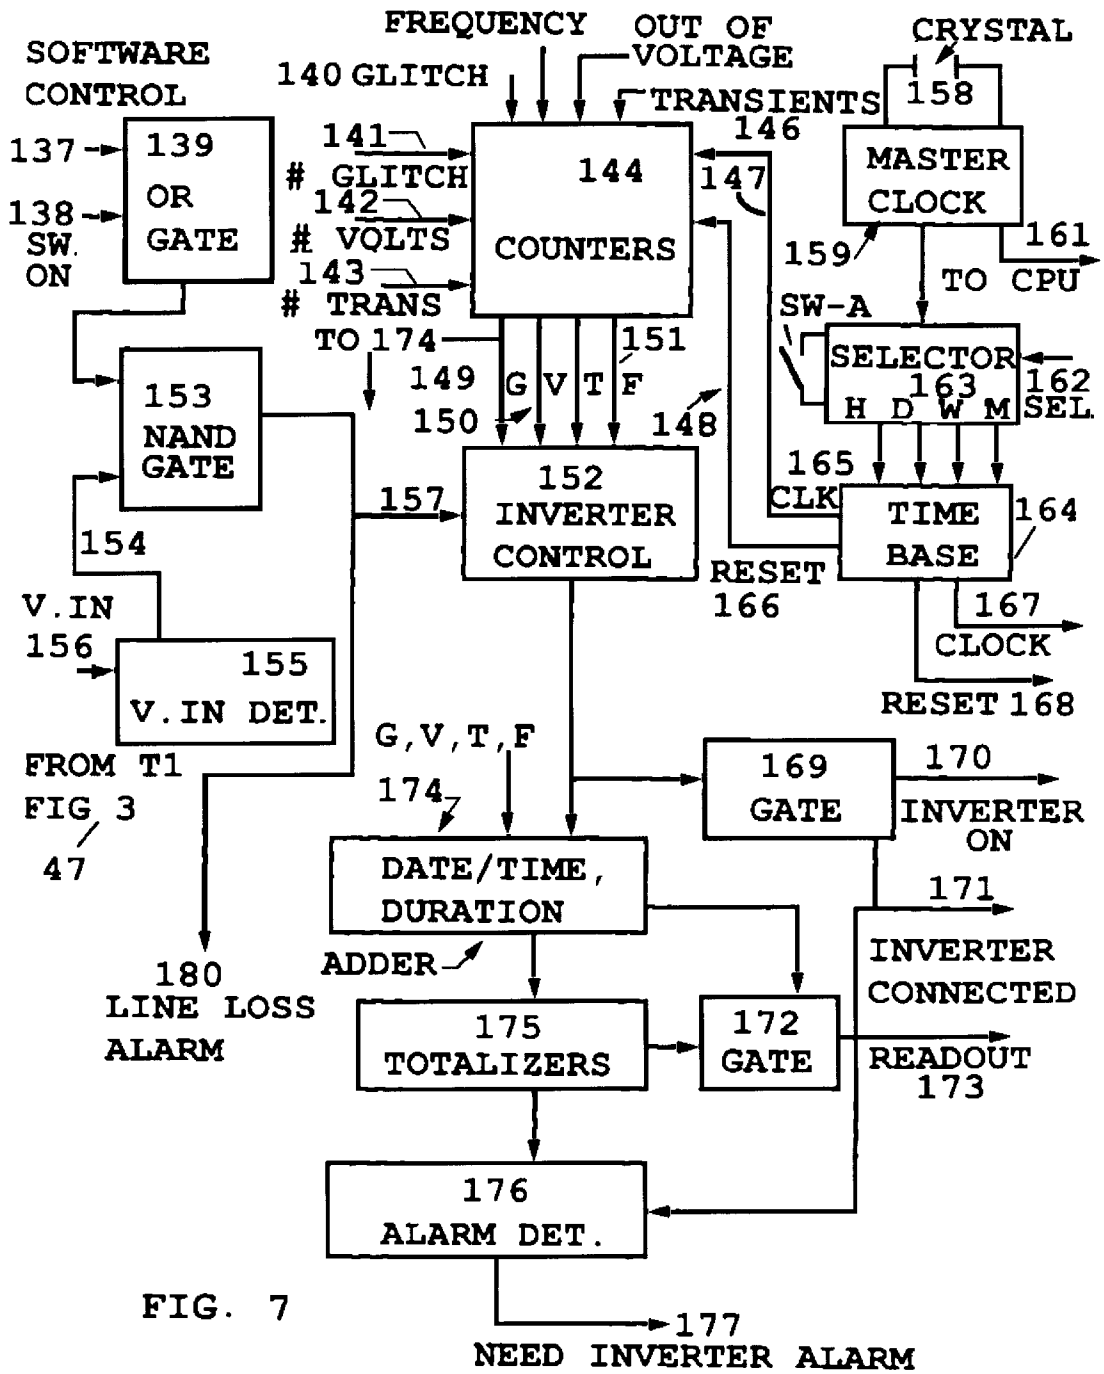 FREQUENCY
OUT OF
VOLTAGE
CRYSTAL
SOFTWARE
CONTROL
140 GLITCH
TRANSIENTS
158
137
138
SW.
ON
139
OR
GATE
141
# GLITCH
142
# VOLTS
143
# TRANS
144
COUNTERS
146
147
MASTER
CLOCK
159
161
TO CPU
SW-A
TO 174
149
150
G V T F
151
148
SELECTOR
163
H D W M
162
SEL.
153
NAND
GATE
154
157
152
INVERTER
CONTROL
165
CLK
TIME
BASE
164
RESET
166
167
CLOCK
RESET 168
V.IN
156
155
V.IN DET.
FROM T1
FIG 3
47
G,V,T,F
174
169
GATE
170
INVERTER
ON
DATE/TIME,
DURATION
ADDER
171
INVERTER
CONNECTED
180
LINE LOSS
ALARM
175
TOTALIZERS
172
GATE
READOUT
173
176
ALARM DET.
FIG. 7
177
NEED INVERTER ALARM